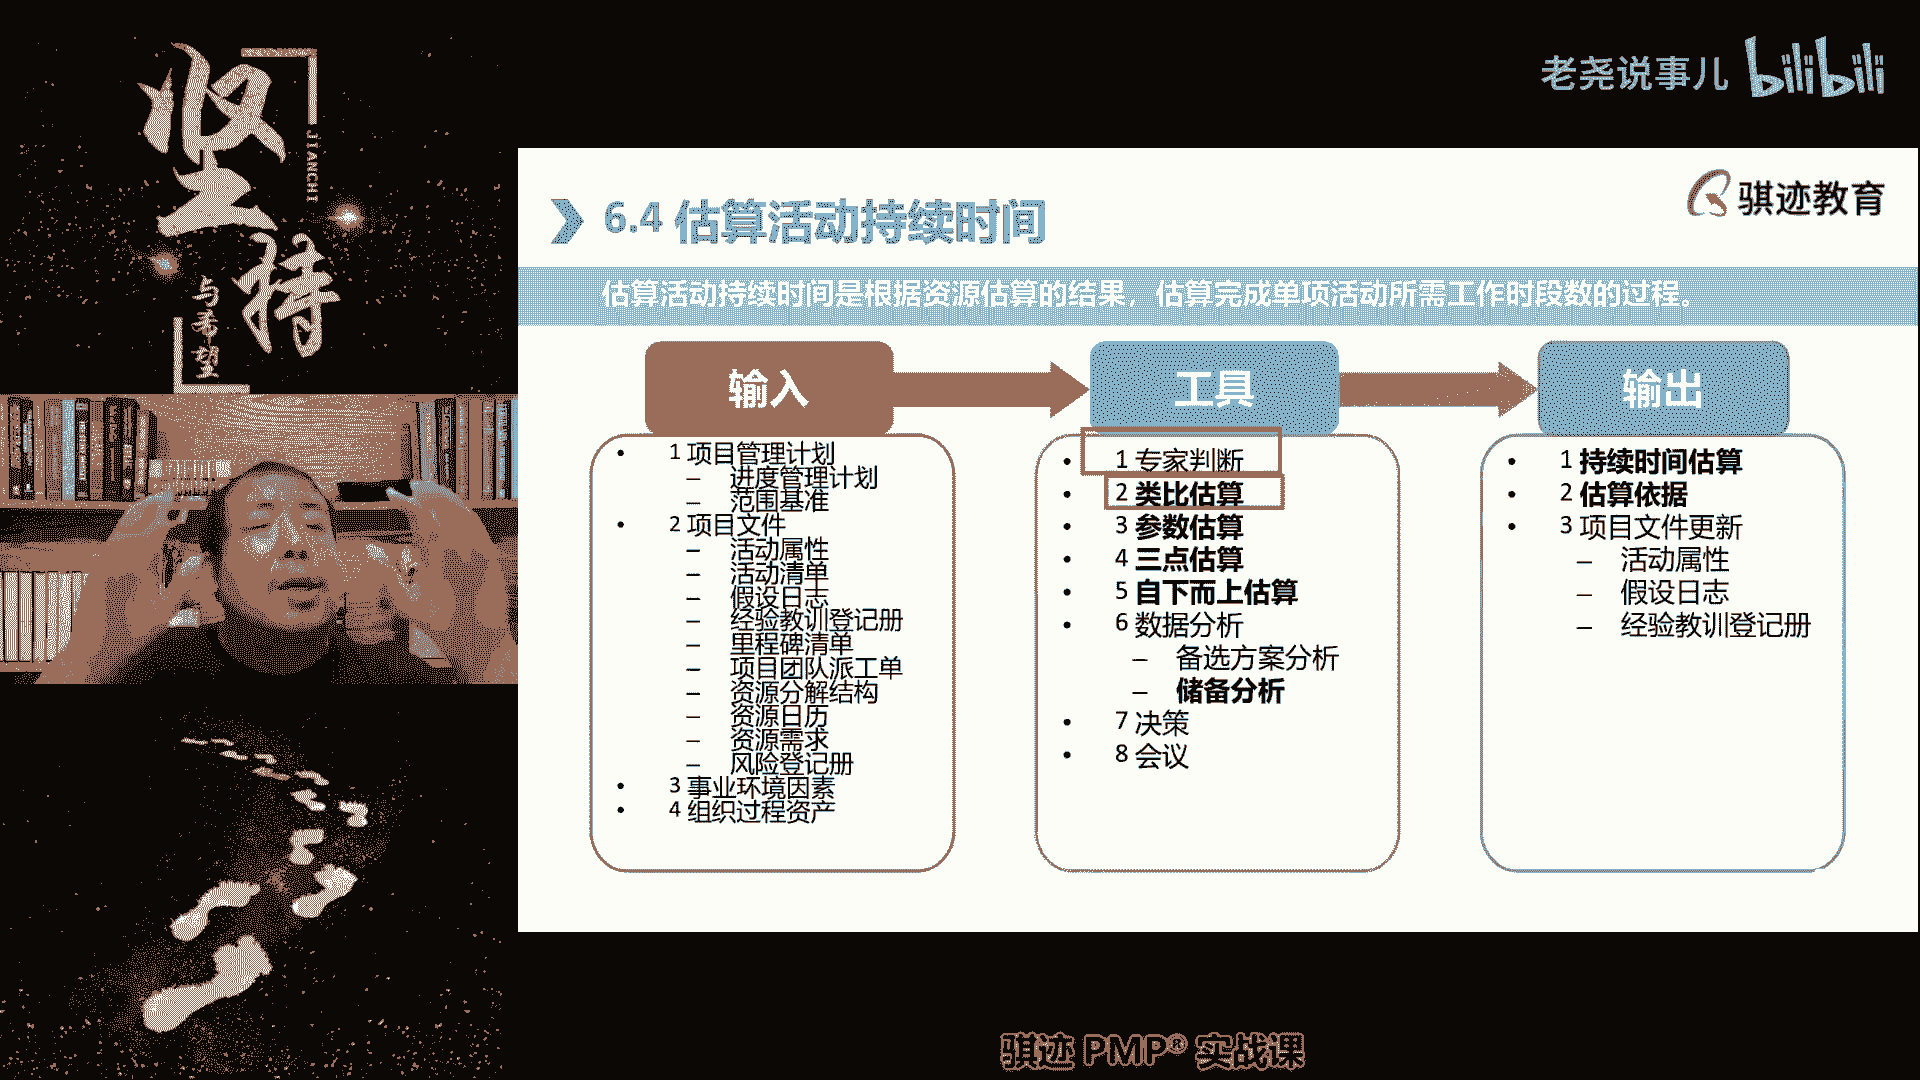 坚持
JIANCHI
与希望
老尧说事儿 bilibili
骐迹教育
6.4 估算活动持续时间
估算活动持续时间是根据资源估算的结果，估算完成单项活动所需工作时段数的过程。
输入
• 1 项目管理计划
– 进度管理计划
– 范围基准
• 2 项目文件
– 活动属性
– 活动清单
– 假设日志
– 经验教训登记册
– 里程碑清单
– 项目团队派工单
– 资源分解结构
– 资源日历
– 资源需求
– 风险登记册
• 3 事业环境因素
• 4 组织过程资产
工具
• 1 专家判断
• 2 类比估算
• 3 参数估算
• 4 三点估算
• 5 自下而上估算
• 6 数据分析
– 备选方案分析
– 储备分析
• 7 决策
• 8 会议
输出
• 1 持续时间估算
• 2 估算依据
• 3 项目文件更新
– 活动属性
– 假设日志
– 经验教训登记册
骐迹 PMP® 实战课